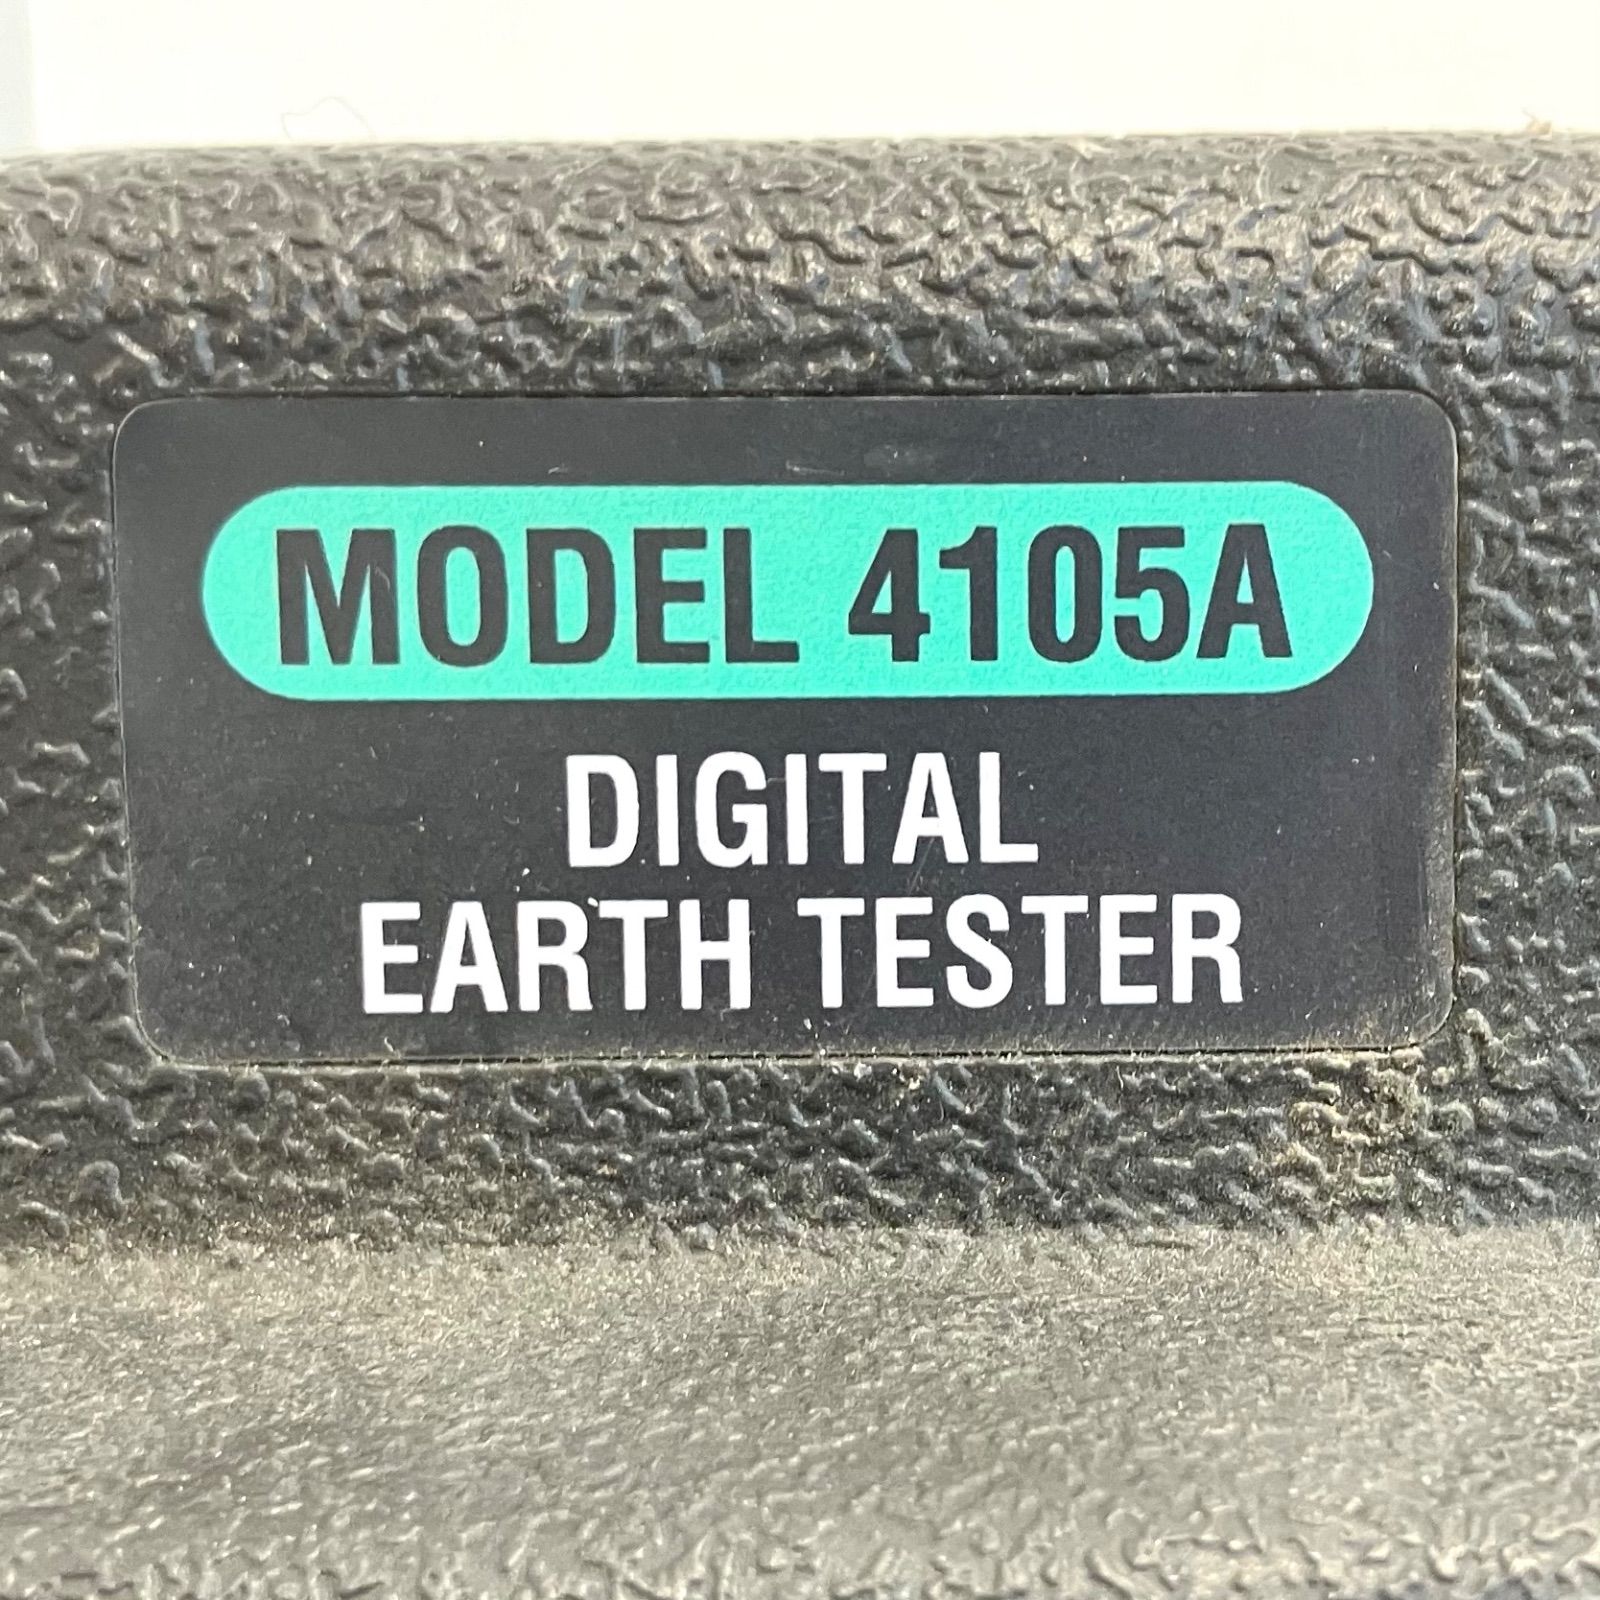 MODEL 4105A
DIGITAL
EARTH TESTER